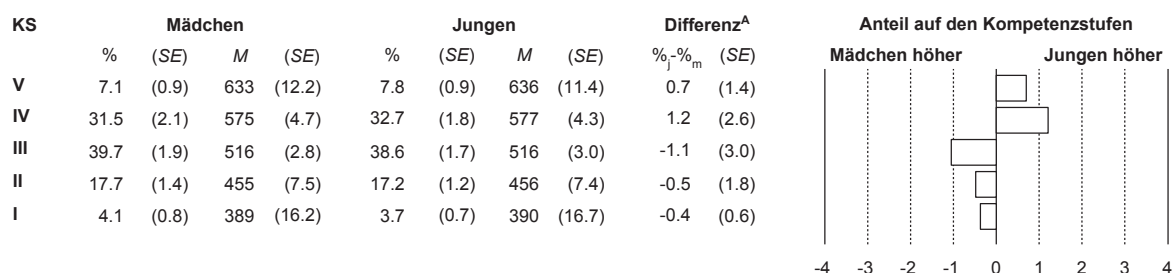 KS Mädchen Jungen Differenzᴬ Anteil auf den Kompetenzstufen
% (SE) M (SE) % (SE) M (SE) %j-%m (SE) Mädchen höher Jungen höher
V 7.1 (0.9) 633 (12.2) 7.8 (0.9) 636 (11.4) 0.7 (1.4)
IV 31.5 (2.1) 575 (4.7) 32.7 (1.8) 577 (4.3) 1.2 (2.6)
III 39.7 (1.9) 516 (2.8) 38.6 (1.7) 516 (3.0) -1.1 (3.0)
II 17.7 (1.4) 455 (7.5) 17.2 (1.2) 456 (7.4) -0.5 (1.8)
I 4.1 (0.8) 389 (16.2) 3.7 (0.7) 390 (16.7) -0.4 (0.6)
-4 -3 -2 -1 0 1 2 3 4